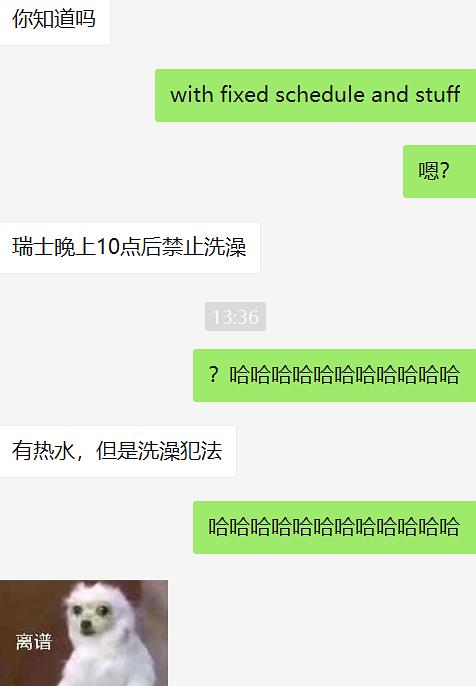 你知道吗
with fixed schedule and stuff
嗯？
瑞士晚上10点后禁止洗澡
13:36
？哈哈哈哈哈哈哈哈哈哈哈
有热水，但是洗澡犯法
哈哈哈哈哈哈哈哈哈哈哈哈
离谱